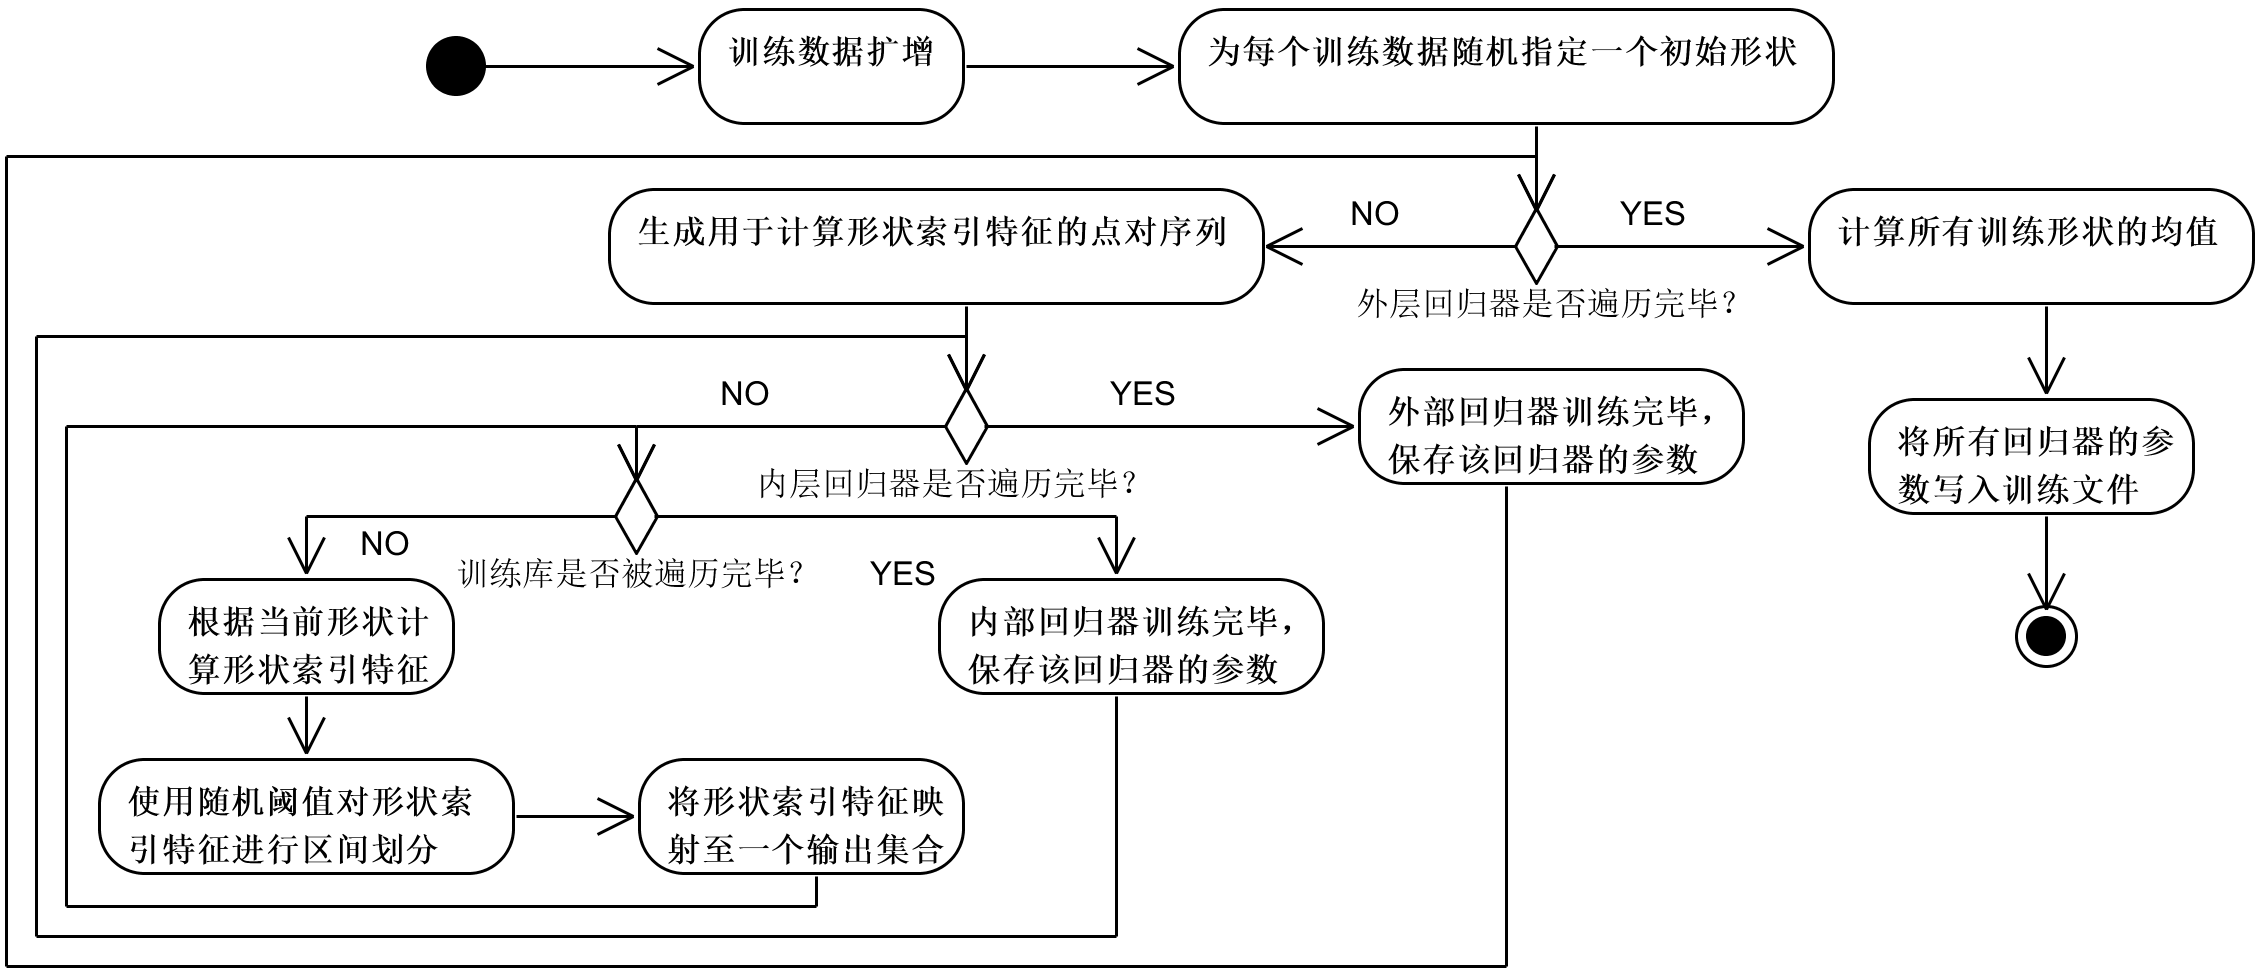 训练数据扩增
为每个训练数据随机指定一个初始形状
生成用于计算形状索引特征的点对序列
NO
YES
计算所有训练形状的均值
外层回归器是否遍历完毕？
NO
YES
外部回归器训练完毕，
保存该回归器的参数
将所有回归器的参
数写入训练文件
内层回归器是否遍历完毕？
NO
训练库是否被遍历完毕？
YES
根据当前形状计
算形状索引特征
内部回归器训练完毕，
保存该回归器的参数
使用随机阈值对形状索
引特征进行区间划分
将形状索引特征映
射至一个输出集合